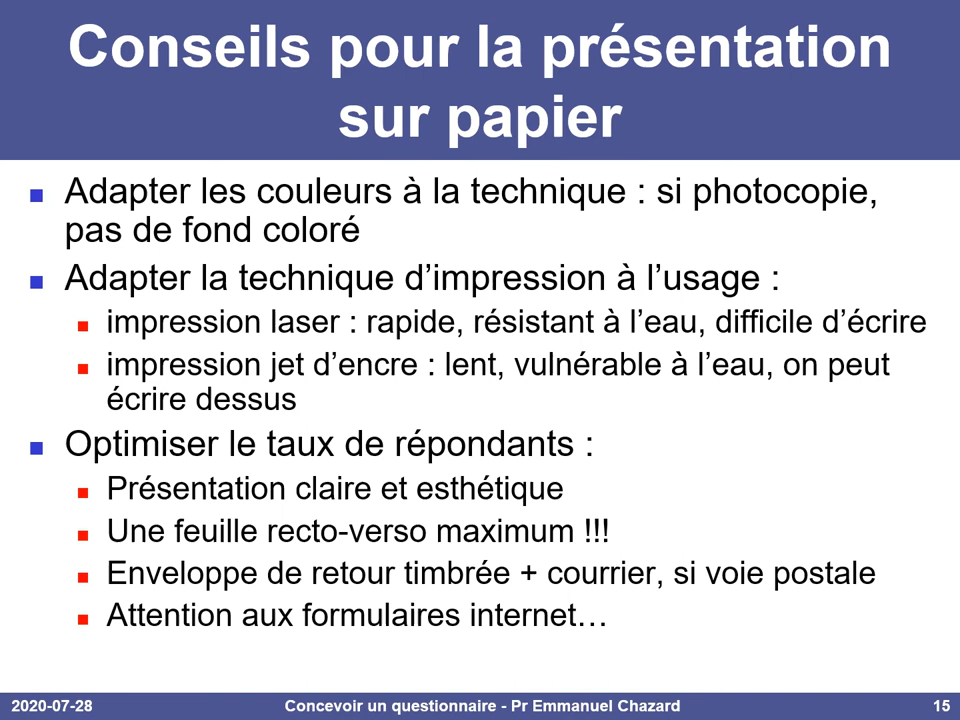 Conseils pour la présentation
sur papier
Adapter les couleurs à la technique : si photocopie,
pas de fond coloré
Adapter la technique d’impression à l’usage :
impression laser : rapide, résistant à l’eau, difficile d’écrire
impression jet d’encre : lent, vulnérable à l’eau, on peut
écrire dessus
Optimiser le taux de répondants :
Présentation claire et esthétique
Une feuille recto-verso maximum !!!
Enveloppe de retour timbrée + courrier, si voie postale
Attention aux formulaires internet…
2020-07-28 Concevoir un questionnaire - Pr Emmanuel Chazard 15